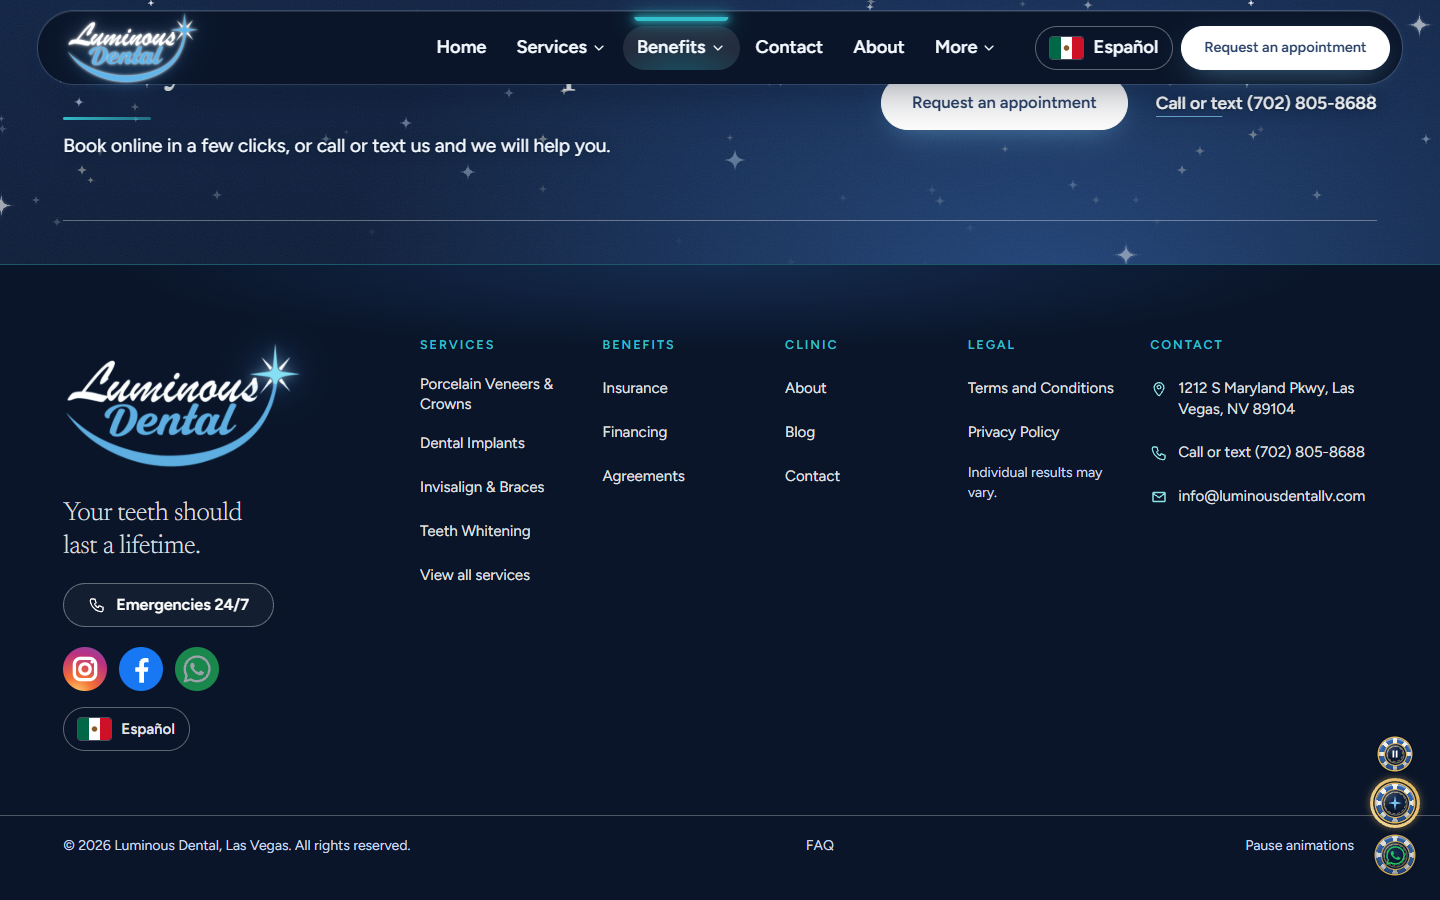 Luminous
Dental
Home
Services
Benefits
Contact
About
More
Español
Request an appointment
Request an appointment
Call or text (702) 805-8688
Book online in a few clicks, or call or text us and we will help you.
Luminous
Dental
Your teeth should
last a lifetime.
Emergencies 24/7
Español
SERVICES
Porcelain Veneers &
Crowns
Dental Implants
Invisalign & Braces
Teeth Whitening
View all services
BENEFITS
Insurance
Financing
Agreements
CLINIC
About
Blog
Contact
LEGAL
Terms and Conditions
Privacy Policy
Individual results may
vary.
CONTACT
1212 S Maryland Pkwy, Las
Vegas, NV 89104
Call or text (702) 805-8688
info@luminousdentallv.com
© 2026 Luminous Dental, Las Vegas. All rights reserved.
FAQ
Pause animations